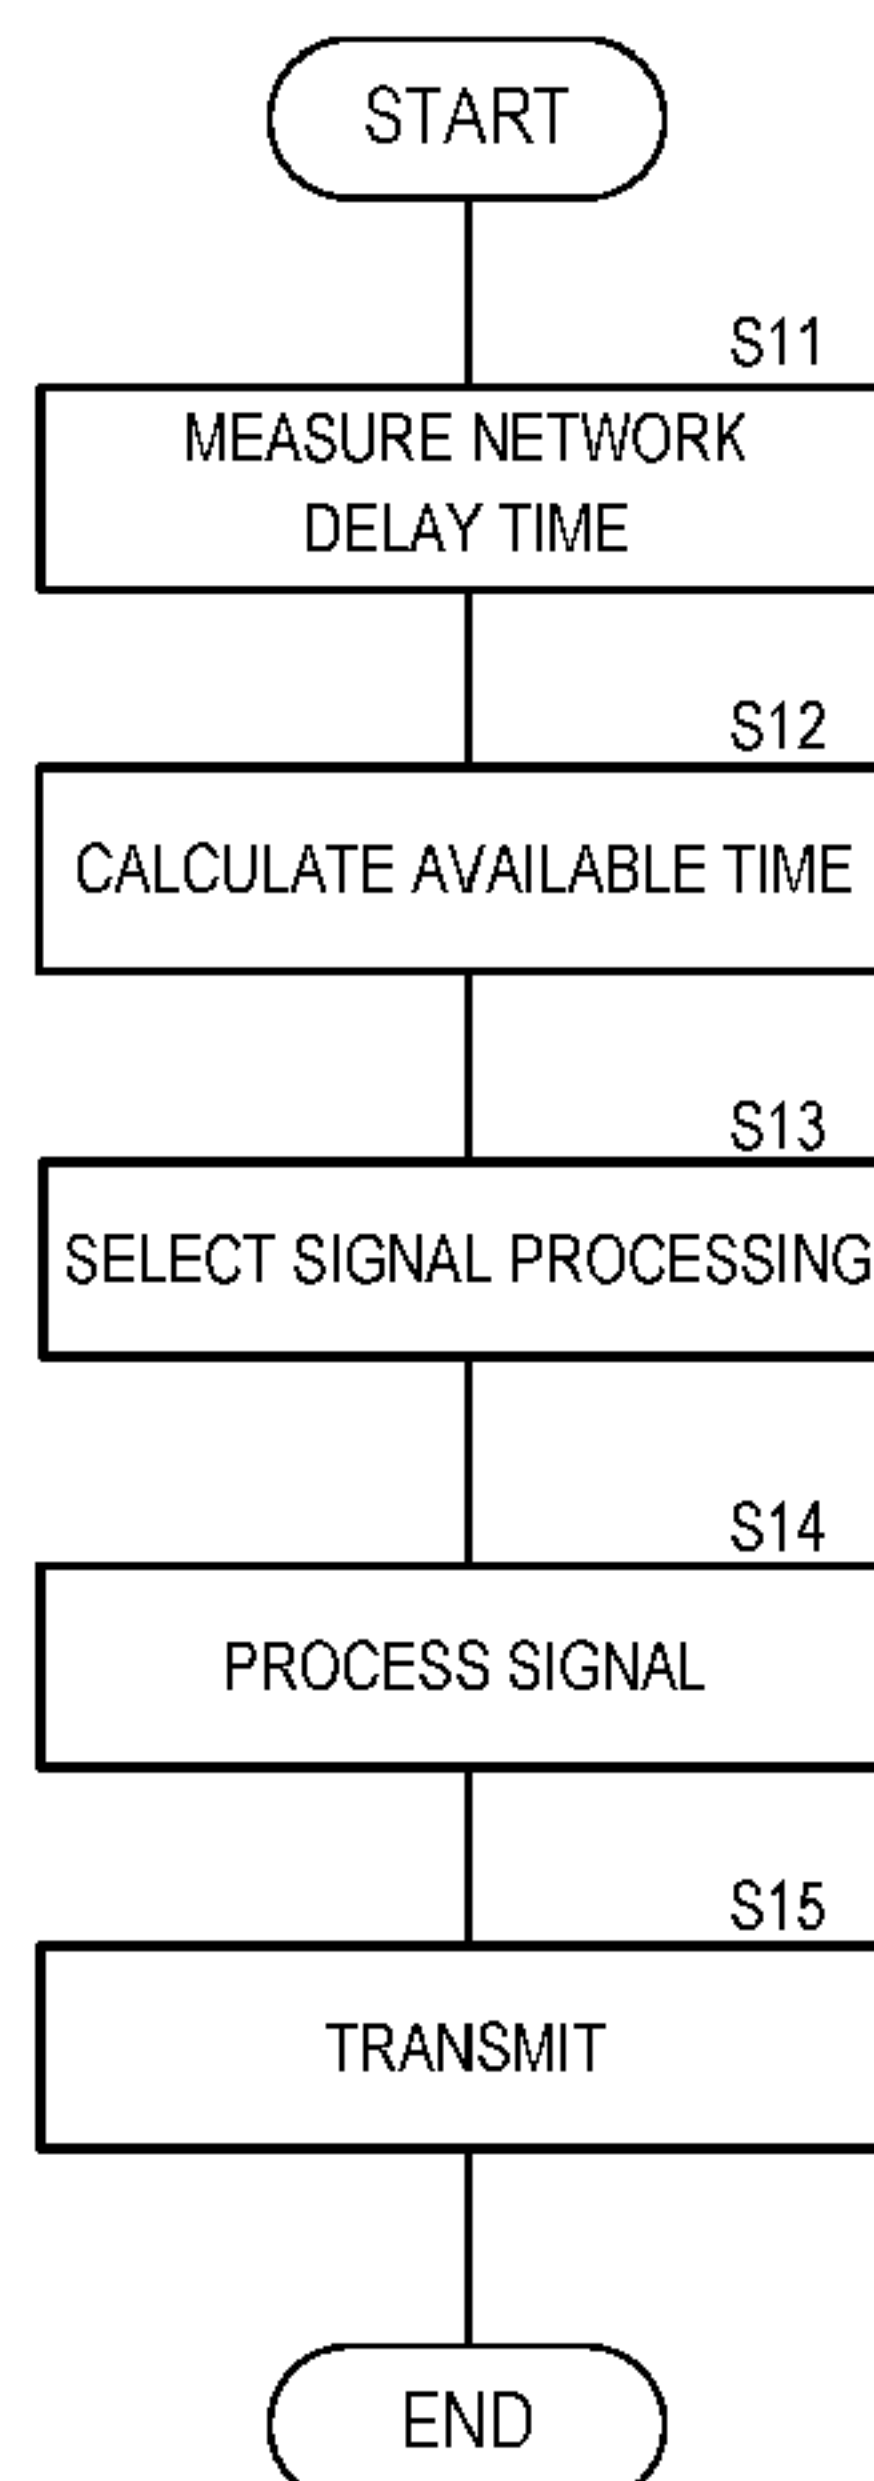 START
S11
MEASURE NETWORK
DELAY TIME
S12
CALCULATE AVAILABLE TIME
S13
SELECT SIGNAL PROCESSING
S14
PROCESS SIGNAL
S15
TRANSMIT
END